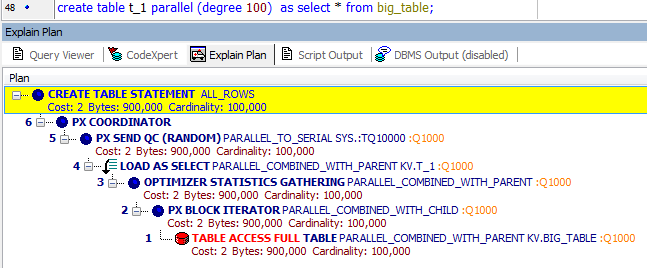 48 create table t_1 parallel (degree 100)  as select * from big_table;
Explain Plan
Query Viewer CodeXpert Explain Plan Script Output DBMS Output (disabled)
Plan
CREATE TABLE STATEMENT ALL_ROWS
Cost: 2 Bytes: 900,000 Cardinality: 100,000
6 PX COORDINATOR
5 PX SEND QC (RANDOM) PARALLEL_TO_SERIAL SYS.:TQ10000 :Q1000
Cost: 2 Bytes: 900,000 Cardinality: 100,000
4 LOAD AS SELECT PARALLEL_COMBINED_WITH_PARENT KV.T_1 :Q1000
3 OPTIMIZER STATISTICS GATHERING PARALLEL_COMBINED_WITH_PARENT :Q1000
Cost: 2 Bytes: 900,000 Cardinality: 100,000
2 PX BLOCK ITERATOR PARALLEL_COMBINED_WITH_CHILD :Q1000
Cost: 2 Bytes: 900,000 Cardinality: 100,000
1 TABLE ACCESS FULL TABLE PARALLEL_COMBINED_WITH_PARENT KV.BIG_TABLE :Q1000
Cost: 2 Bytes: 900,000 Cardinality: 100,000